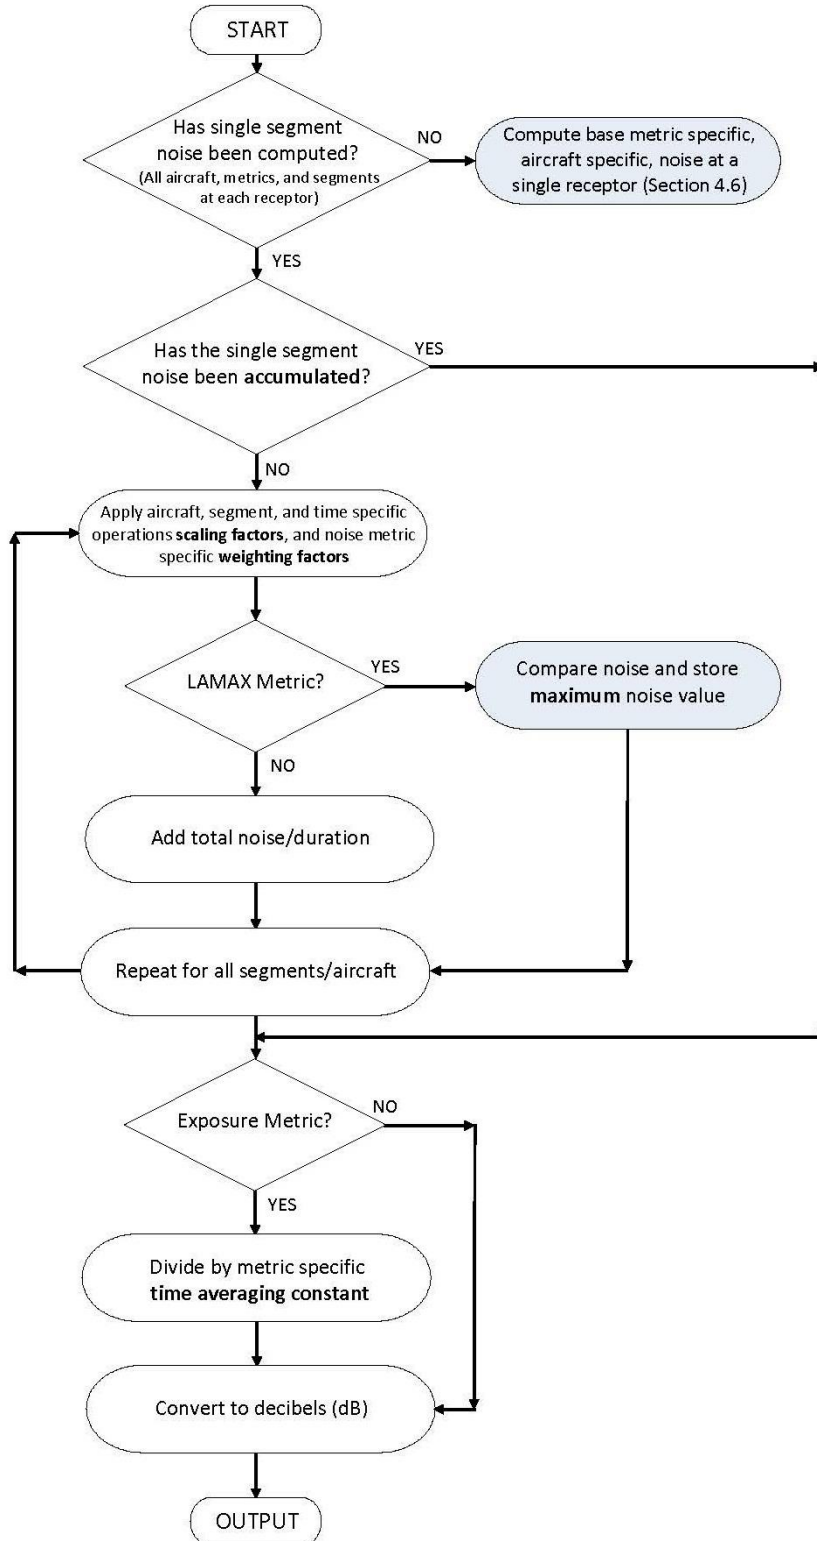 START
Has single segment
noise been computed?
(All aircraft, metrics, and segments
at each receptor)
NO
Compute base metric specific,
aircraft specific, noise at a
single receptor (Section 4.6)
YES
Has the single segment
noise been accumulated?
YES
NO
Apply aircraft, segment, and time specific
operations scaling factors, and noise metric
specific weighting factors
LAMAX Metric?
YES
Compare noise and store
maximum noise value
NO
Add total noise/duration
Repeat for all segments/aircraft
Exposure Metric?
NO
YES
Divide by metric specific
time averaging constant
Convert to decibels (dB)
OUTPUT